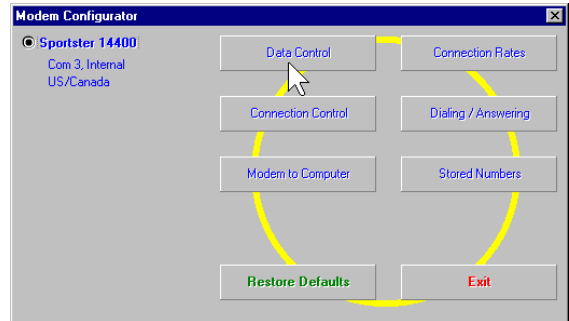 Modem Configurator
Sportster 14400
Com 3, Internal
US/Canada
Data Control
Connection Rates
Connection Control
Dialing / Answering
Modem to Computer
Stored Numbers
Restore Defaults
Exit